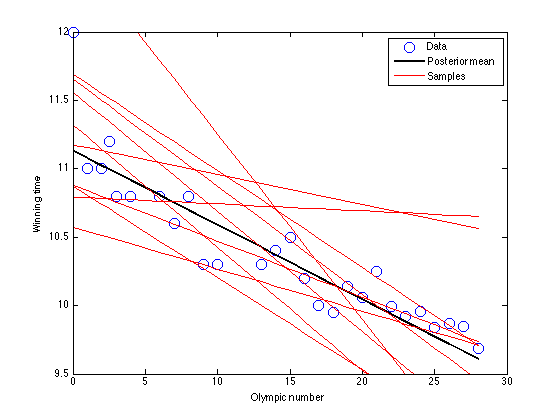 12
11.5
11
10.5
10
9.5
Winning time
0 5 10 15 20 25 30
Olympic number
Data
Posterior mean
Samples